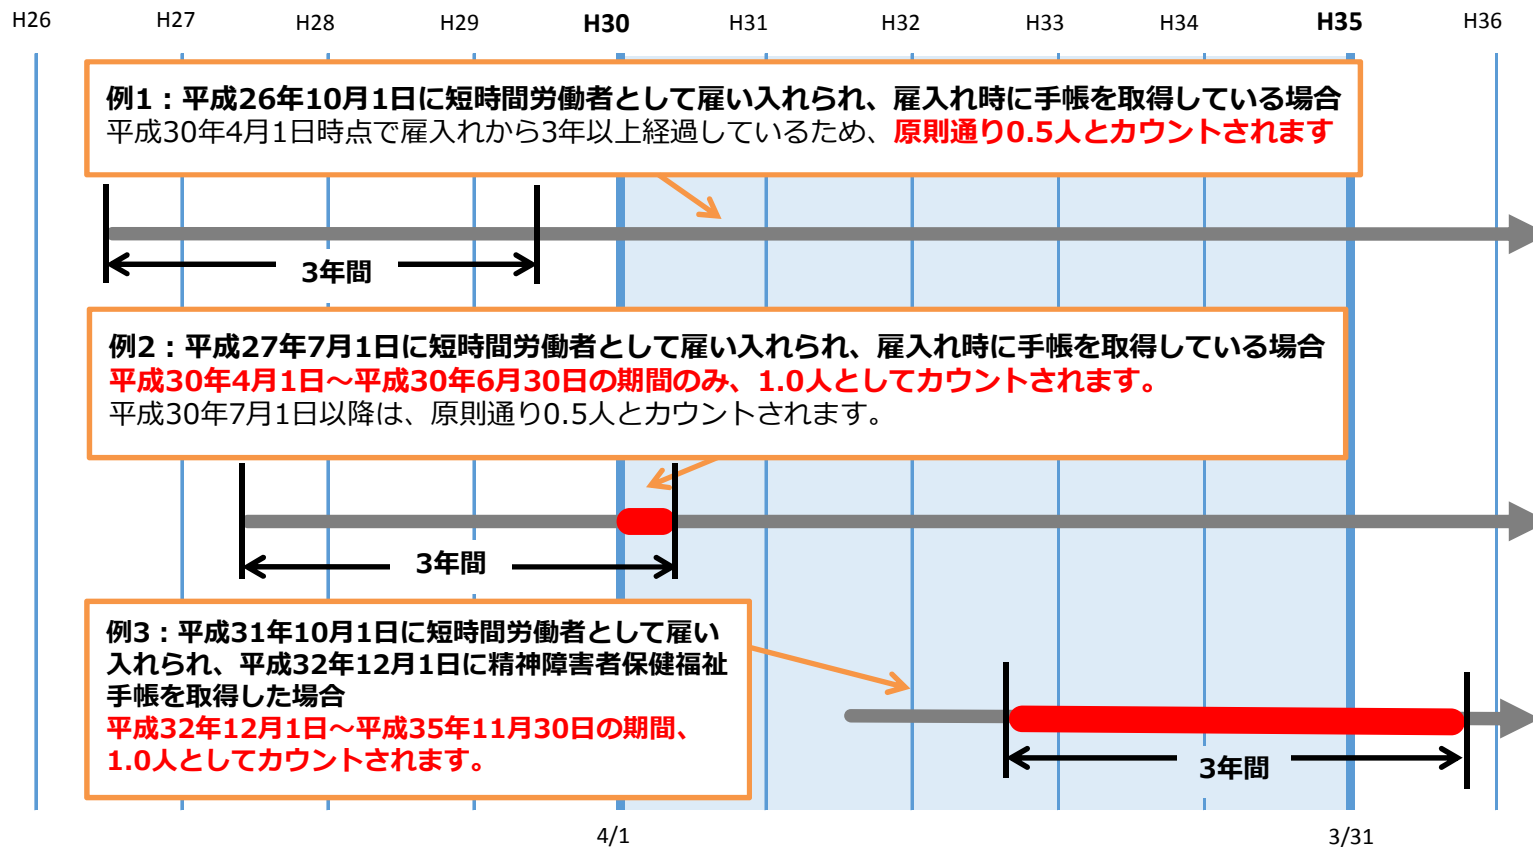 H26 H27 H28 H29 H30 H31 H32 H33 H34 H35 H36
例1：平成26年10月1日に短時間労働者として雇い入れられ、雇入れ時に手帳を取得している場合
平成30年4月1日時点で雇入れから3年以上経過しているため、原則通り0.5人とカウントされます
3年間
例2：平成27年7月1日に短時間労働者として雇い入れられ、雇入れ時に手帳を取得している場合
平成30年4月1日～平成30年6月30日の期間のみ、1.0人としてカウントされます。
平成30年7月1日以降は、原則通り0.5人とカウントされます。
3年間
例3：平成31年10月1日に短時間労働者として雇い
入れられ、平成32年12月1日に精神障害者保健福祉
手帳を取得した場合
平成32年12月1日～平成35年11月30日の期間、
1.0人としてカウントされます。
3年間
4/1 3/31